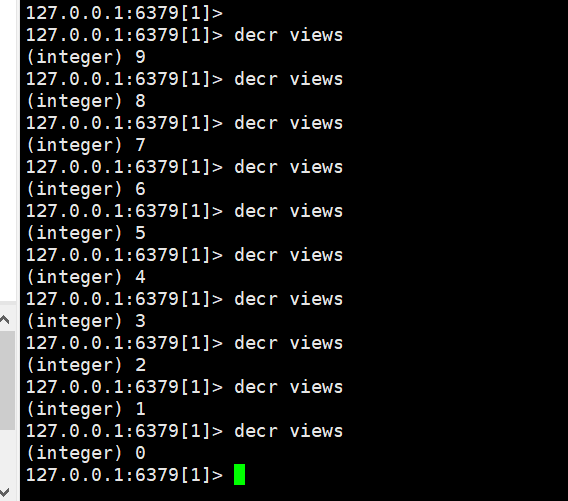 127.0.0.1:6379[1]>
127.0.0.1:6379[1]> decr views
(integer) 9
127.0.0.1:6379[1]> decr views
(integer) 8
127.0.0.1:6379[1]> decr views
(integer) 7
127.0.0.1:6379[1]> decr views
(integer) 6
127.0.0.1:6379[1]> decr views
(integer) 5
127.0.0.1:6379[1]> decr views
(integer) 4
127.0.0.1:6379[1]> decr views
(integer) 3
127.0.0.1:6379[1]> decr views
(integer) 2
127.0.0.1:6379[1]> decr views
(integer) 1
127.0.0.1:6379[1]> decr views
(integer) 0
127.0.0.1:6379[1]>